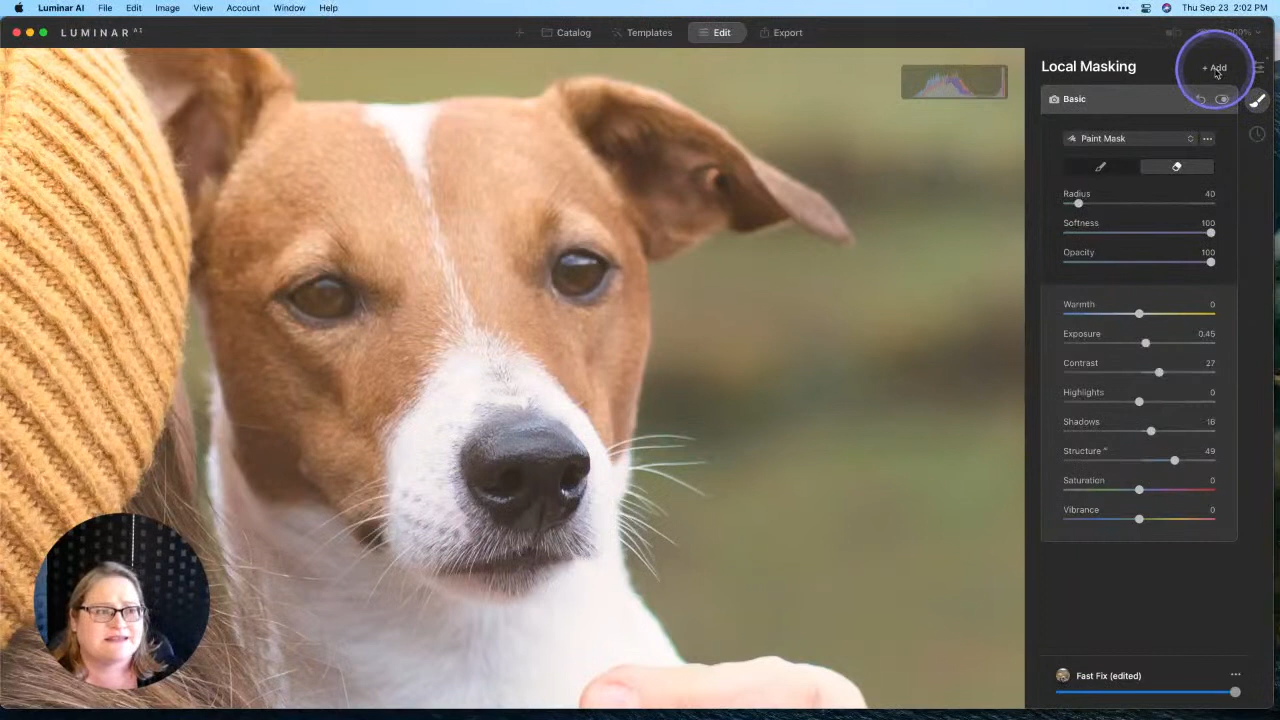 Luminar AI File Edit Image View Account Window Help ••• Thu Sep 23 2:02 PM
LUMINAR AI + Catalog Templates Edit Export 200%
Local Masking + Add
Basic
Paint Mask
Radius 40
Softness 100
Opacity 100
Warmth 0
Exposure 0.45
Contrast 27
Highlights 0
Shadows 16
Structure AI 49
Saturation 0
Vibrance 0
Fast Fix (edited)